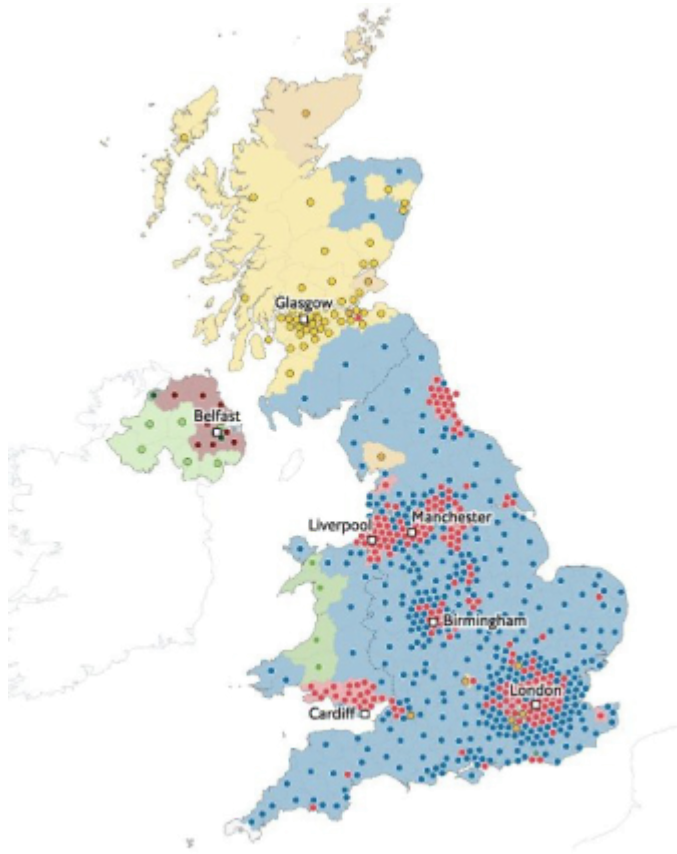 Glasgow
Belfast
Liverpool
Manchester
Birmingham
London
Cardiff